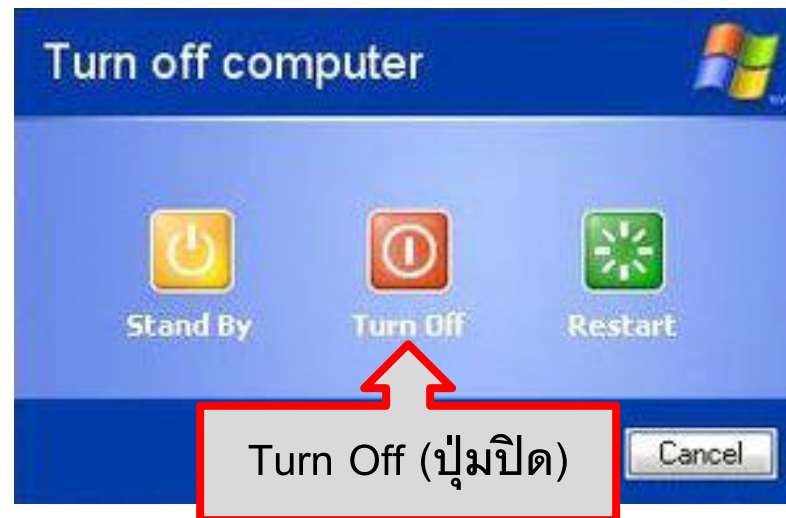 Turn off computer
Stand By Turn Off Restart
Turn Off (ปุ่มปิด)
Cancel